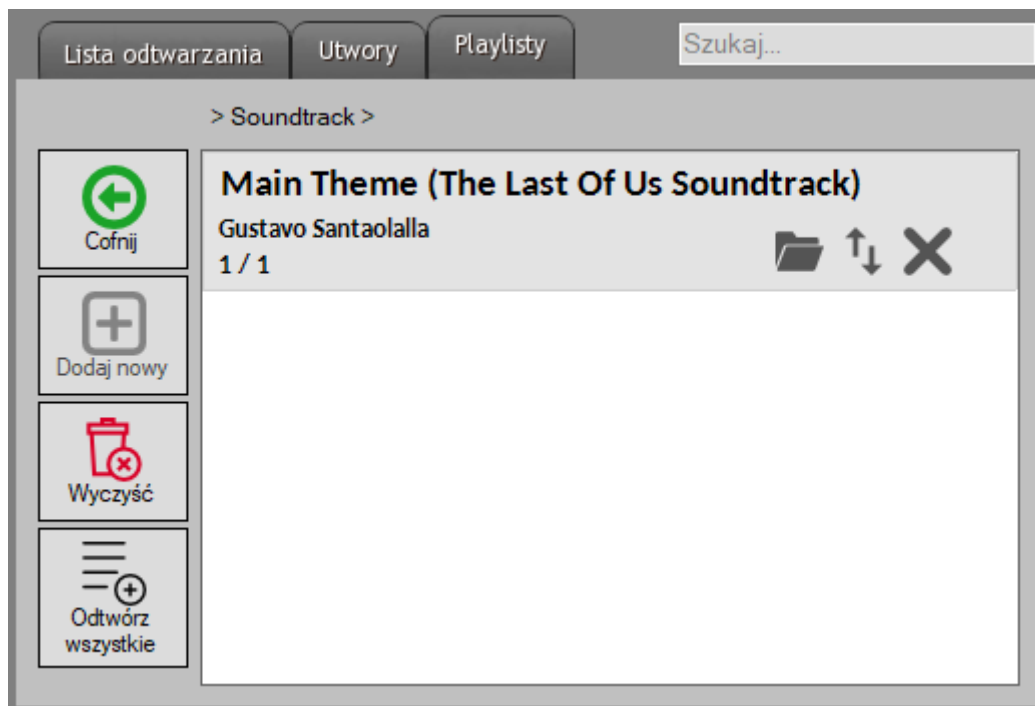 Lista odtwarzania
Utwory
Playlisty
Szukaj...
> Soundtrack >
Cofnij
Dodaj nowy
Wyczyść
Odtwórz
wszystkie
Main Theme (The Last Of Us Soundtrack)
Gustavo Santaolalla
1 / 1